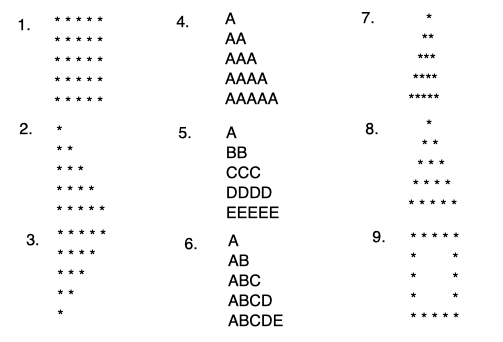 1. * * * * *
* * * * *
* * * * *
* * * * *
* * * * *
2. *
* *
* * *
* * * *
* * * * *
3. * * * * *
* * * *
* * *
* *
*
4. A
AA
AAA
AAAA
AAAAA
5. A
BB
CCC
DDDD
EEEEE
6. A
AB
ABC
ABCD
ABCDE
7. *
**
***
****
*****
8. *
* *
* * *
* * * *
* * * * *
9. * * * * *
* *
* *
* *
* * * * *